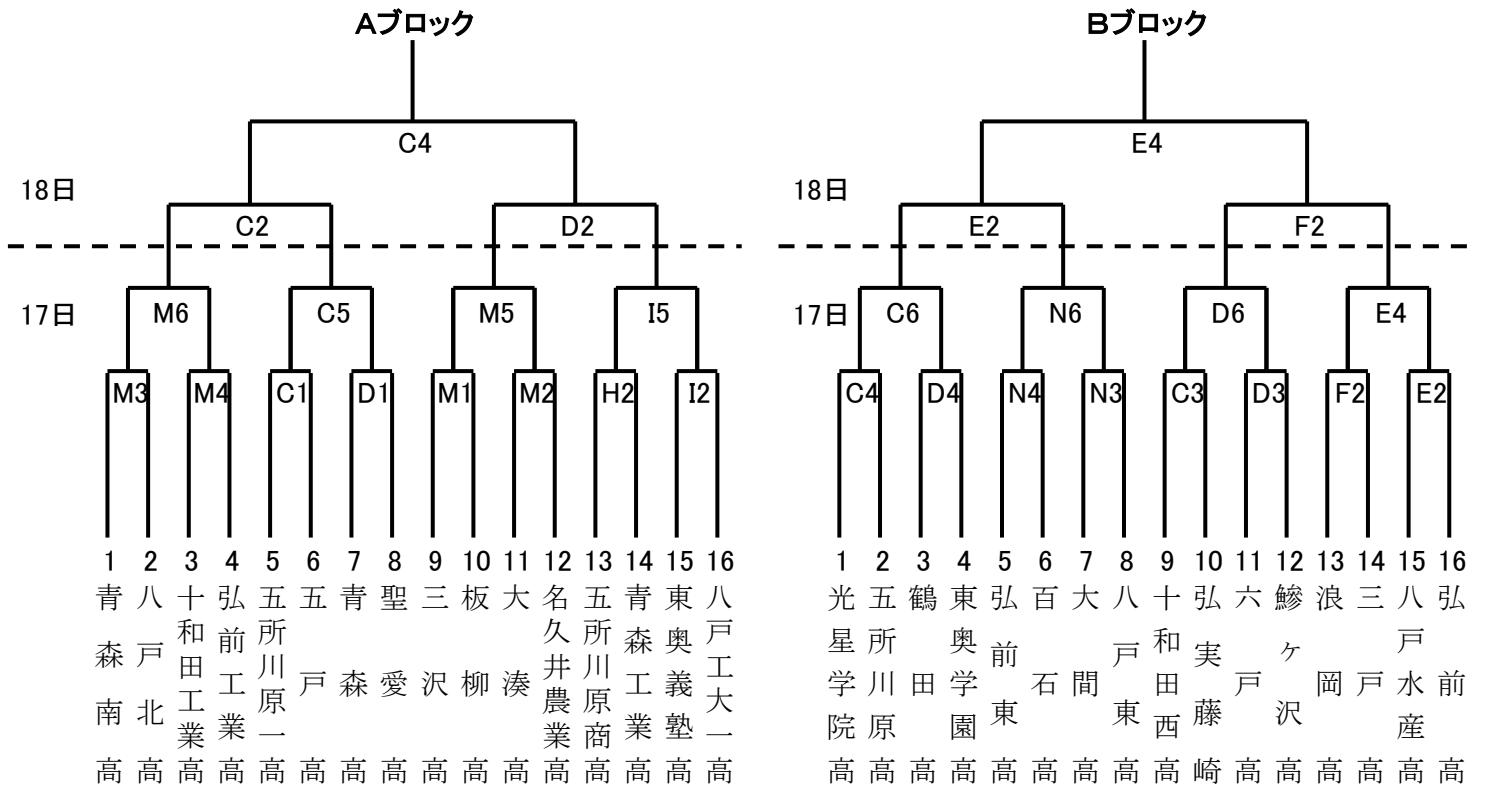 Aブロック
Bブロック
C4
E4
18日
18日
C2
D2
E2
F2
17日
M6
C5
M5
I5
17日
C6
N6
D6
E4
M3
M4
C1
D1
M1
M2
H2
I2
C4
D4
N4
N3
C3
D3
F2
E2
1
2
3
4
5
6
7
8
9
10
11
12
13
14
15
16
1
2
3
4
5
6
7
8
9
10
11
12
13
14
15
16
青森南高
八戸北高
十和田工業高
弘前工業高
五所川原一高
五戸高
青森高
聖愛高
三沢高
板柳高
大湊高
名久井農業高
五所川原商高
青森工業高
東奥義塾高
八戸工大一高
光星学院高
五所川原高
鶴田高
東奥学園高
弘前東高
百石高
大間高
八戸東高
十和田西高
弘実藤崎
六戸高
鰺ヶ沢高
浪岡高
三戸高
八戸水産高
弘前高